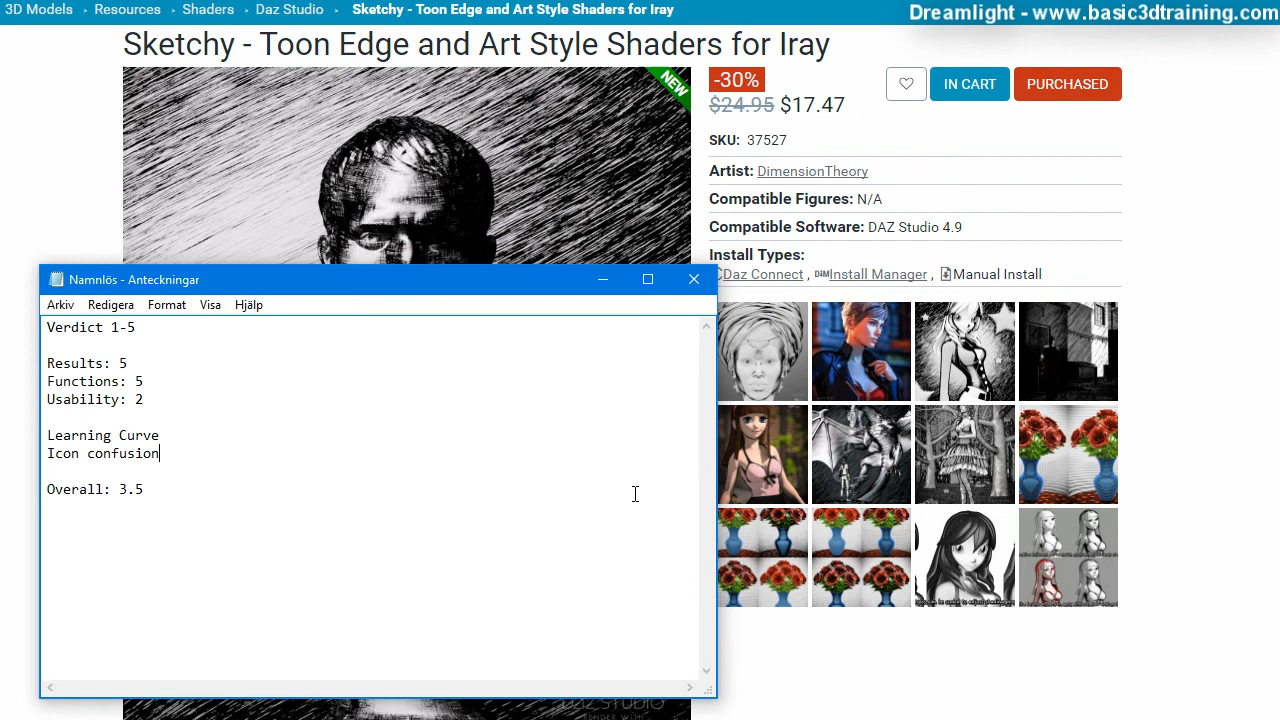 3D Models › Resources › Shaders › Daz Studio › Sketchy - Toon Edge and Art Style Shaders for Iray
Dreamlight - www.basic3dtraining.com
Sketchy - Toon Edge and Art Style Shaders for Iray
NEW
-30%
$24.95 $17.47
IN CART
PURCHASED
SKU: 37527
Artist: DimensionTheory
Compatible Figures: N/A
Compatible Software: DAZ Studio 4.9
Install Types:
Daz Connect , DIM Install Manager , Manual Install
Namnlös - Anteckningar
Arkiv Redigera Format Visa Hjälp
Verdict 1-5
Results: 5
Functions: 5
Usability: 2
Learning Curve
Icon confusion
Overall: 3.5
DAZ STUDIO